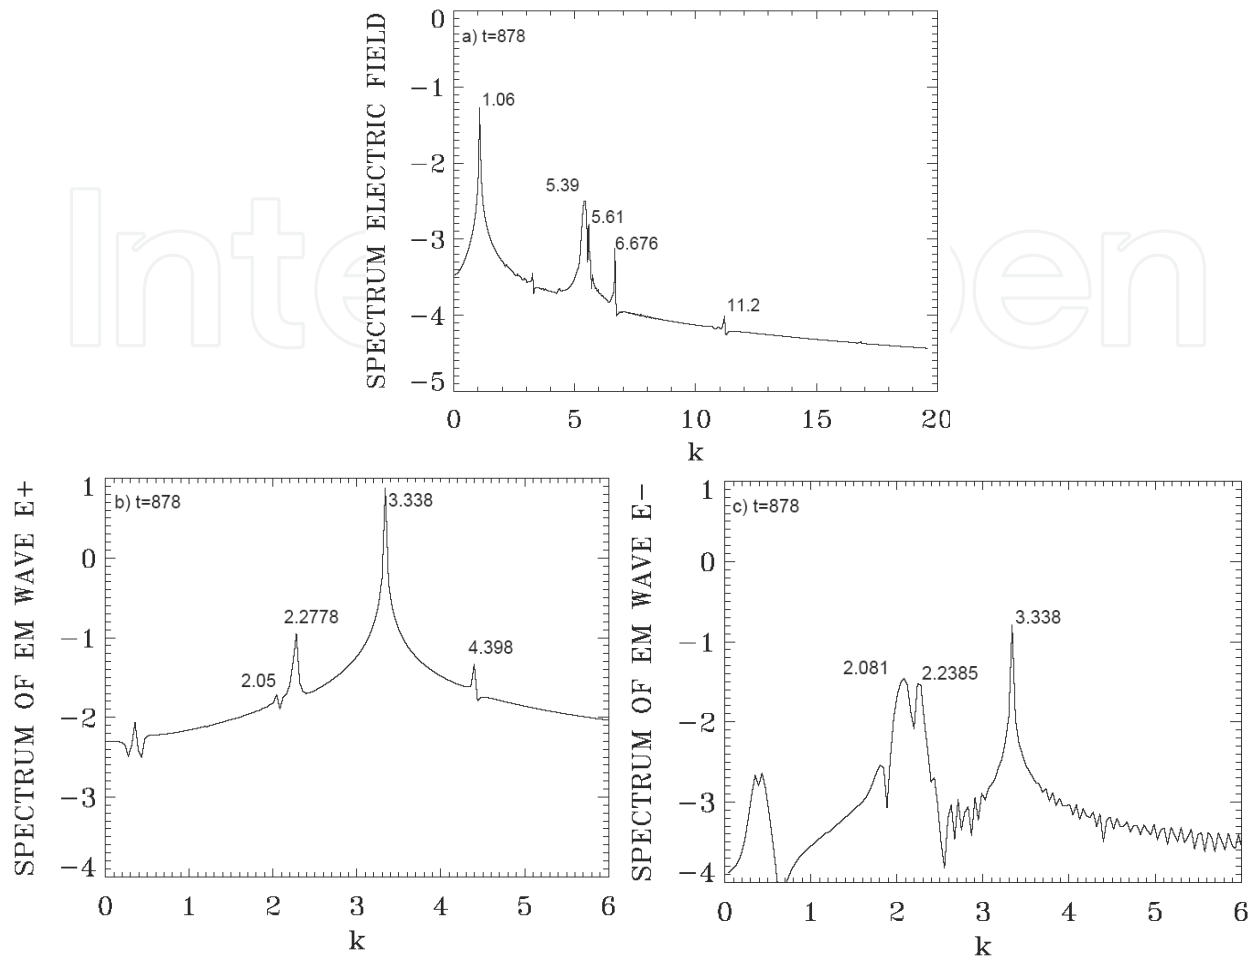 SPECTRUM ELECTRIC FIELD
a) t=878
0
−1
−2
−3
−4
−5
1.06
5.39
5.61
6.676
11.2
0 5 10 15 20
k
SPECTRUM OF EM WAVE E+
b) t=878
1
0
−1
−2
−3
−4
2.05
2.2778
3.338
4.398
0 1 2 3 4 5 6
k
SPECTRUM OF EM WAVE E−
c) t=878
1
0
−1
−2
−3
−4
2.081
2.2385
3.338
0 1 2 3 4 5 6
k